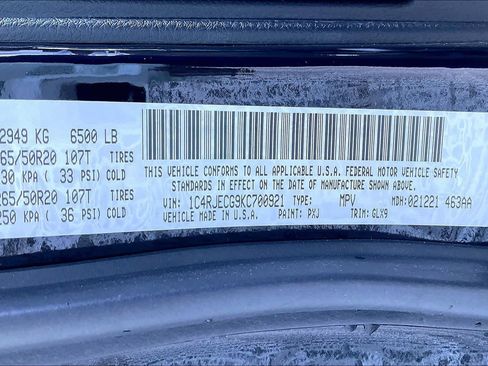 2949 KG 6500 LB
65/50R20 107T TIRES
30 KPA ( 33 PSI) COLD
265/50R20 107T TIRES
250 KPA ( 36 PSI) COLD
THIS VEHICLE CONFORMS TO ALL APPLICABLE U.S.A. FEDERAL MOTOR VEHICLE SAFETY
STANDARDS IN EFFECT ON THE DATE OF MANUFACTURE SHOWN ABOVE.
VIN: 1C4RJECG9KC700921 TYPE: MPV MDH: 021221 463AA
MADE IN U.S.A. PAINT: PXJ TRIM: GLX9